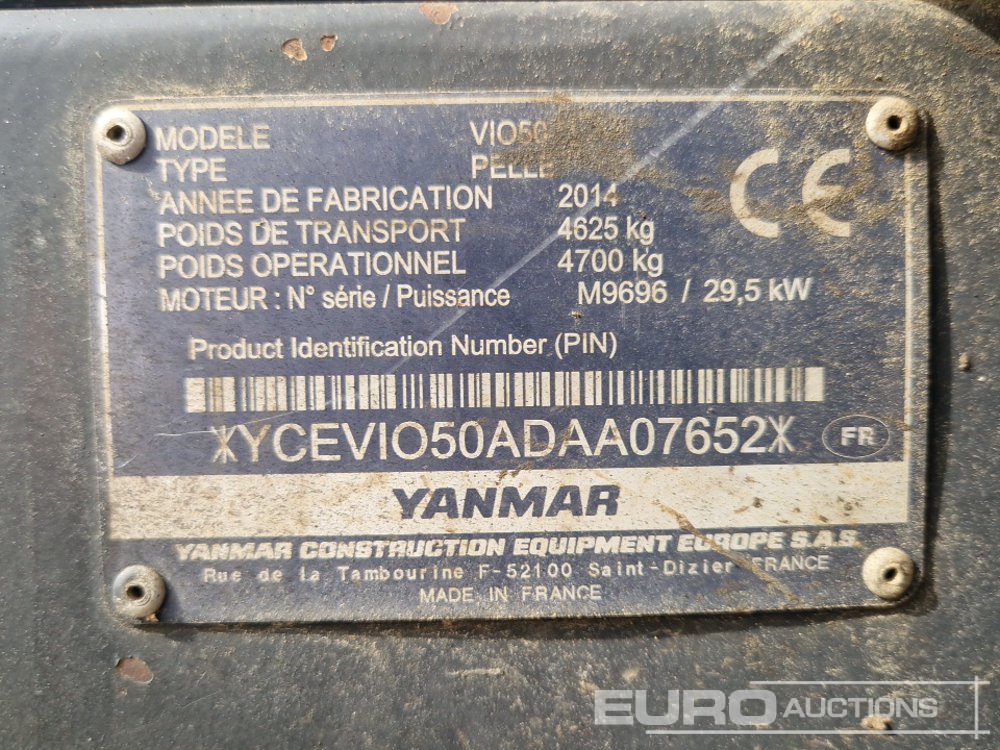 MODELE VIO50
TYPE PELLE
ANNEE DE FABRICATION 2014
POIDS DE TRANSPORT 4625 kg
POIDS OPERATIONNEL 4700 kg
MOTEUR : N° série / Puissance M9696 / 29,5 kW
CE
Product Identification Number (PIN)
*YCEVIO50ADAA07652*
FR
YANMAR
YANMAR CONSTRUCTION EQUIPMENT EUROPE S.A.S.
Rue de la Tambourine F-52100 Saint-Dizier FRANCE
MADE IN FRANCE
EURO AUCTIONS